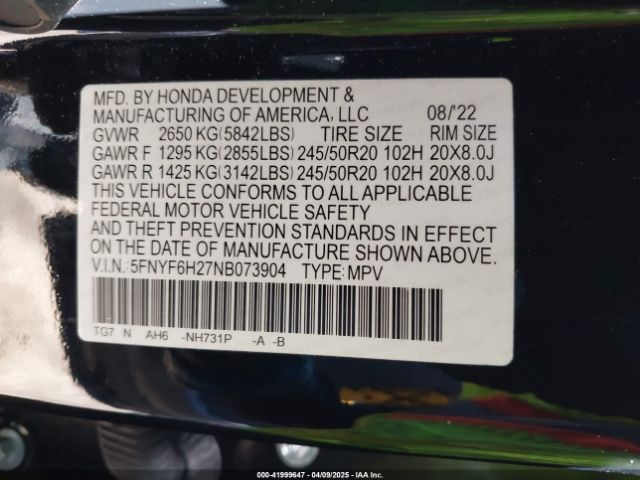 MFD. BY HONDA DEVELOPMENT &
MANUFACTURING OF AMERICA, LLC 08/'22
GVWR 2650 KG(5842LBS) TIRE SIZE RIM SIZE
GAWR F 1295 KG(2855LBS) 245/50R20 102H 20X8.0J
GAWR R 1425 KG(3142LBS) 245/50R20 102H 20X8.0J
THIS VEHICLE CONFORMS TO ALL APPLICABLE
FEDERAL MOTOR VEHICLE SAFETY
AND THEFT PREVENTION STANDARDS IN EFFECT
ON THE DATE OF MANUFACTURE SHOWN ABOVE.
V.I.N.:5FNYF6H27NB073904 TYPE:MPV
TG7 N AH6 -NH731P -A -B
000-41999647 - 04/09/2025 - IAA Inc.